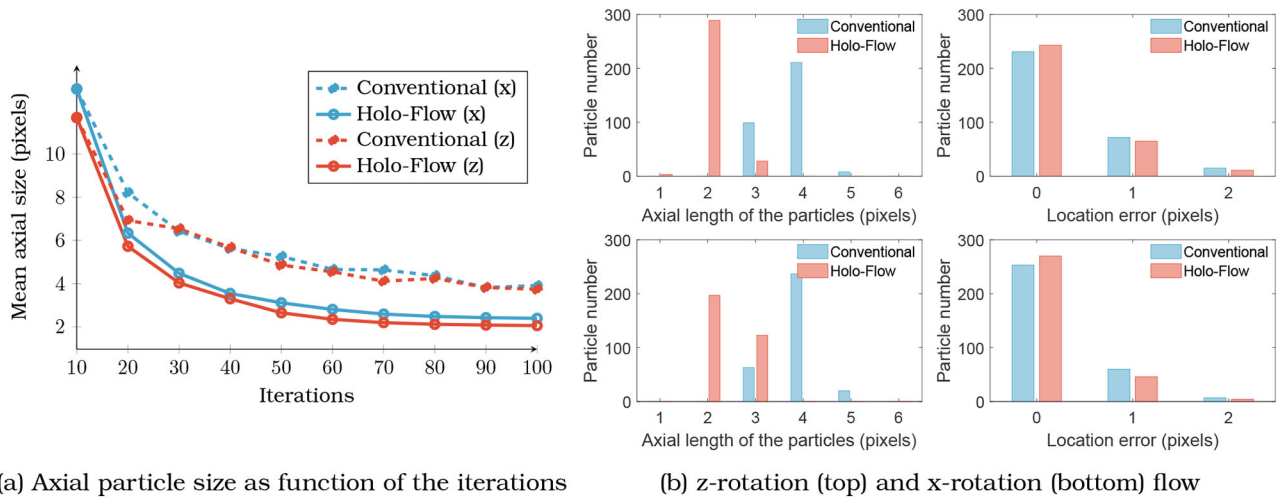 Mean axial size (pixels)
10
8
6
4
2
10 20 30 40 50 60 70 80 90 100
Iterations
Conventional (x)
Holo-Flow (x)
Conventional (z)
Holo-Flow (z)
(a) Axial particle size as function of the iterations
Particle number
300
200
100
0
1 2 3 4 5 6
Axial length of the particles (pixels)
Conventional
Holo-Flow
Particle number
300
200
100
0
0 1 2
Location error (pixels)
Conventional
Holo-Flow
Particle number
300
200
100
0
1 2 3 4 5 6
Axial length of the particles (pixels)
Conventional
Holo-Flow
Particle number
300
200
100
0
0 1 2
Location error (pixels)
Conventional
Holo-Flow
(b) z-rotation (top) and x-rotation (bottom) flow